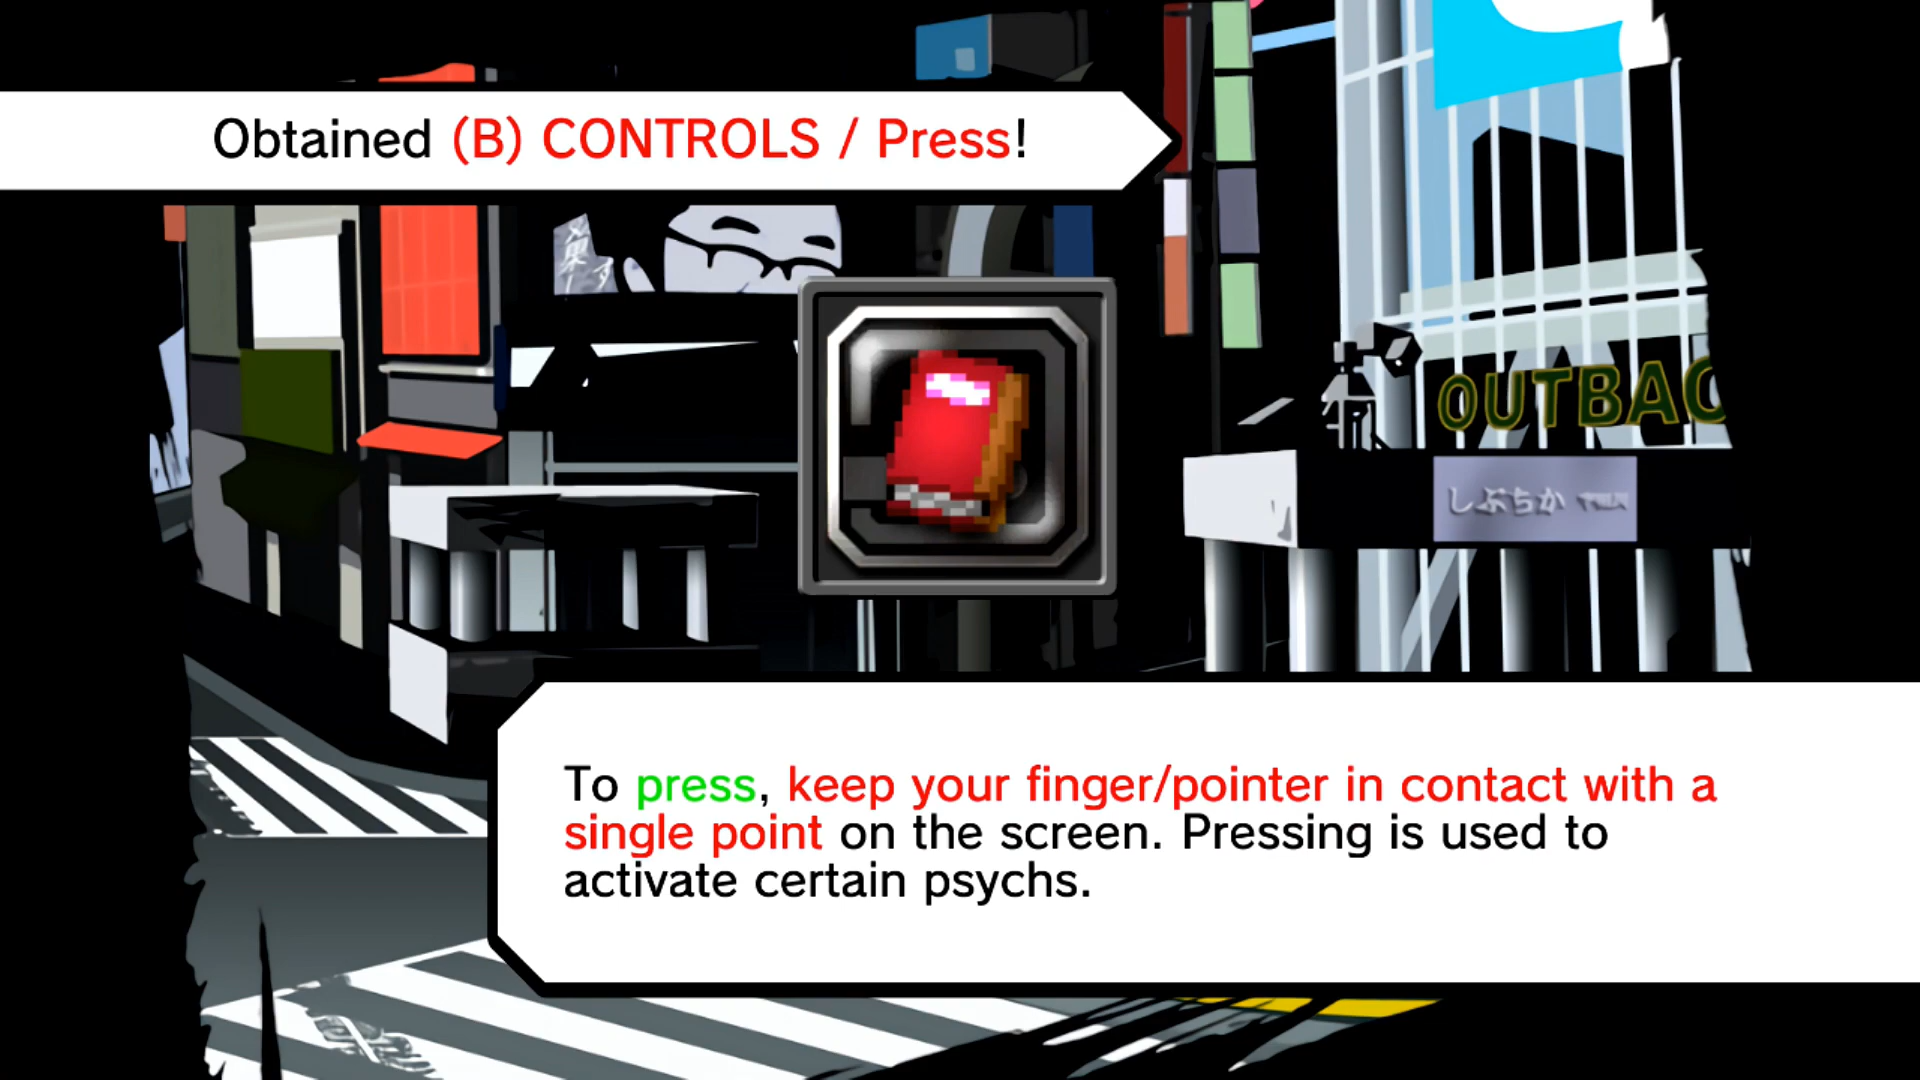 Obtained (B) CONTROLS / Press!
OUTBAC
しぶちか
To press, keep your finger/pointer in contact with a
single point on the screen. Pressing is used to
activate certain psychs.